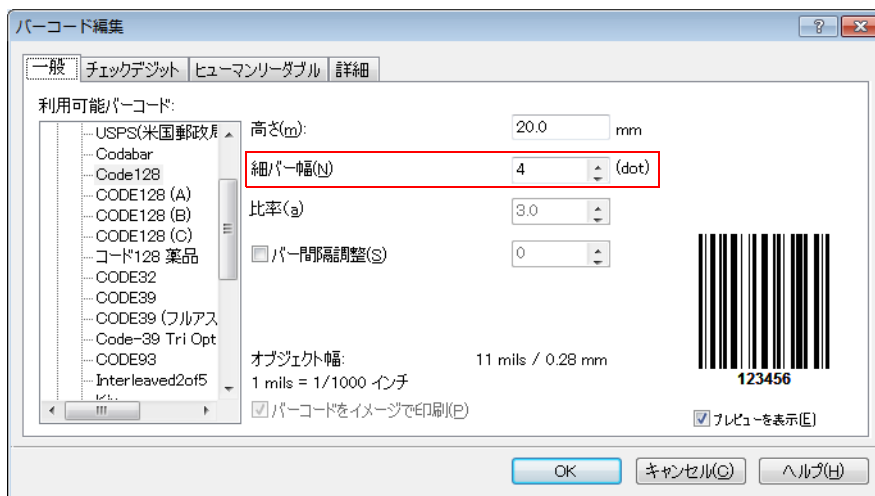 バーコード編集
一般 チェックデジット ヒューマンリーダブル 詳細
利用可能バーコード:
USPS(米国郵政局
Codabar
Code128
CODE128 (A)
CODE128 (B)
CODE128 (C)
コード128 薬品
CODE32
CODE39
CODE39 (フルアス
Code-39 Tri Opt
CODE93
Interleaved2of5
高さ(m): 20.0 mm
細バー幅(N) 4 (dot)
比率(a) 3.0
バー間隔調整(S) 0
オブジェクト幅: 11 mils / 0.28 mm
1 mils = 1/1000 インチ
バーコードをイメージで印刷(P)
123456
プレビューを表示(E)
OK キャンセル(C) ヘルプ(H)